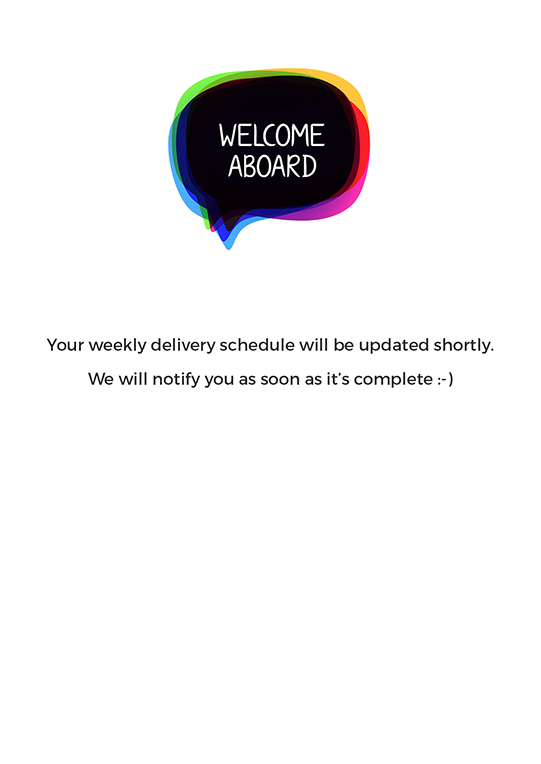 WELCOME
ABOARD
Your weekly delivery schedule will be updated shortly.
We will notify you as soon as it’s complete :-)